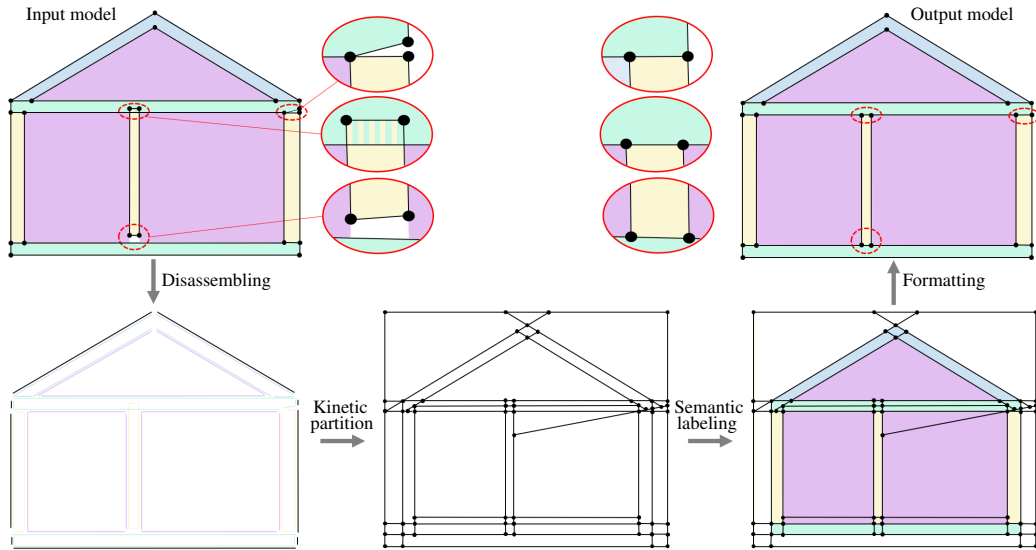 Input model
Output model
Disassembling
Formatting
Kinetic
partition
Semantic
labeling